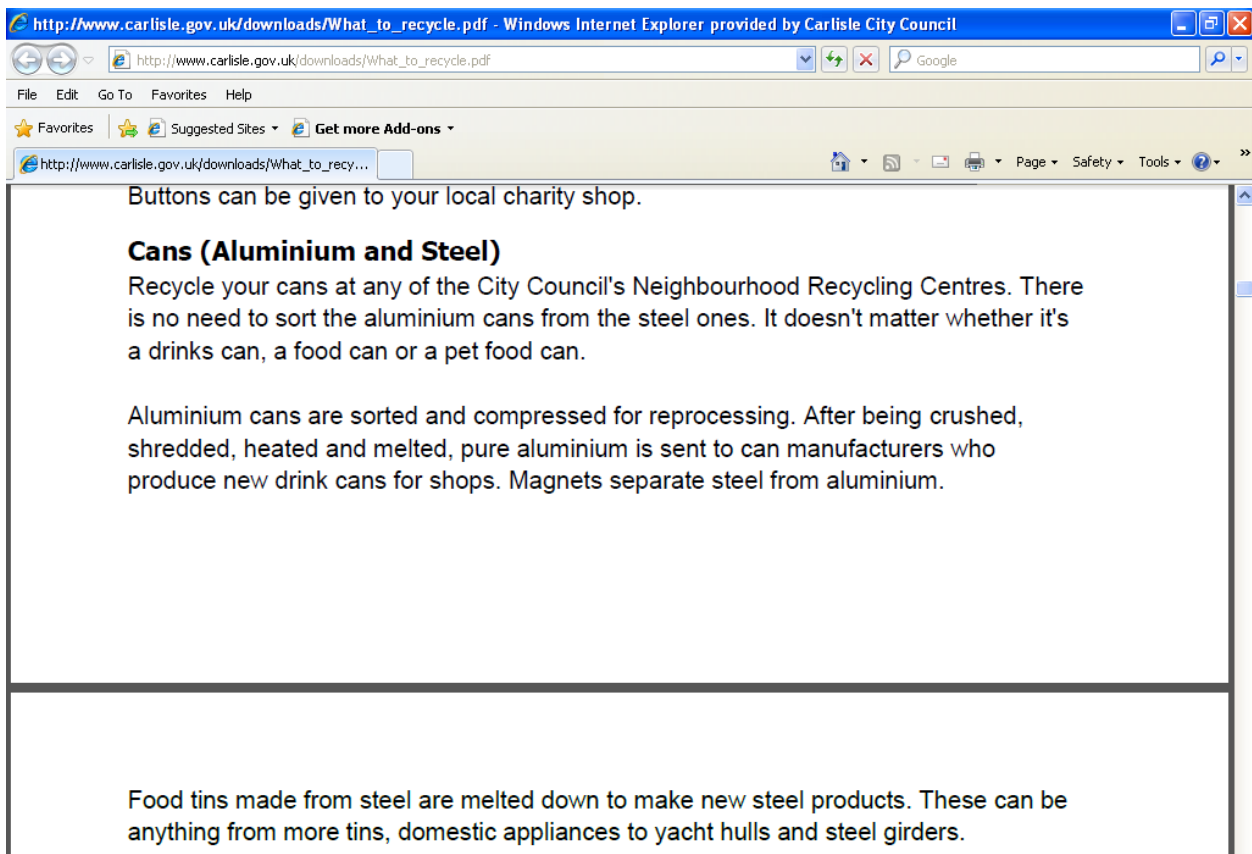 http://www.carlisle.gov.uk/downloads/What_to_recycle.pdf - Windows Internet Explorer provided by Carlisle City Council
http://www.carlisle.gov.uk/downloads/What_to_recycle.pdf Google
File Edit Go To Favorites Help
Favorites Suggested Sites Get more Add-ons
http://www.carlisle.gov.uk/downloads/What_to_recy... Page Safety Tools »
Buttons can be given to your local charity shop.
Cans (Aluminium and Steel)
Recycle your cans at any of the City Council's Neighbourhood Recycling Centres. There
is no need to sort the aluminium cans from the steel ones. It doesn't matter whether it's
a drinks can, a food can or a pet food can.
Aluminium cans are sorted and compressed for reprocessing. After being crushed,
shredded, heated and melted, pure aluminium is sent to can manufacturers who
produce new drink cans for shops. Magnets separate steel from aluminium.
Food tins made from steel are melted down to make new steel products. These can be
anything from more tins, domestic appliances to yacht hulls and steel girders.